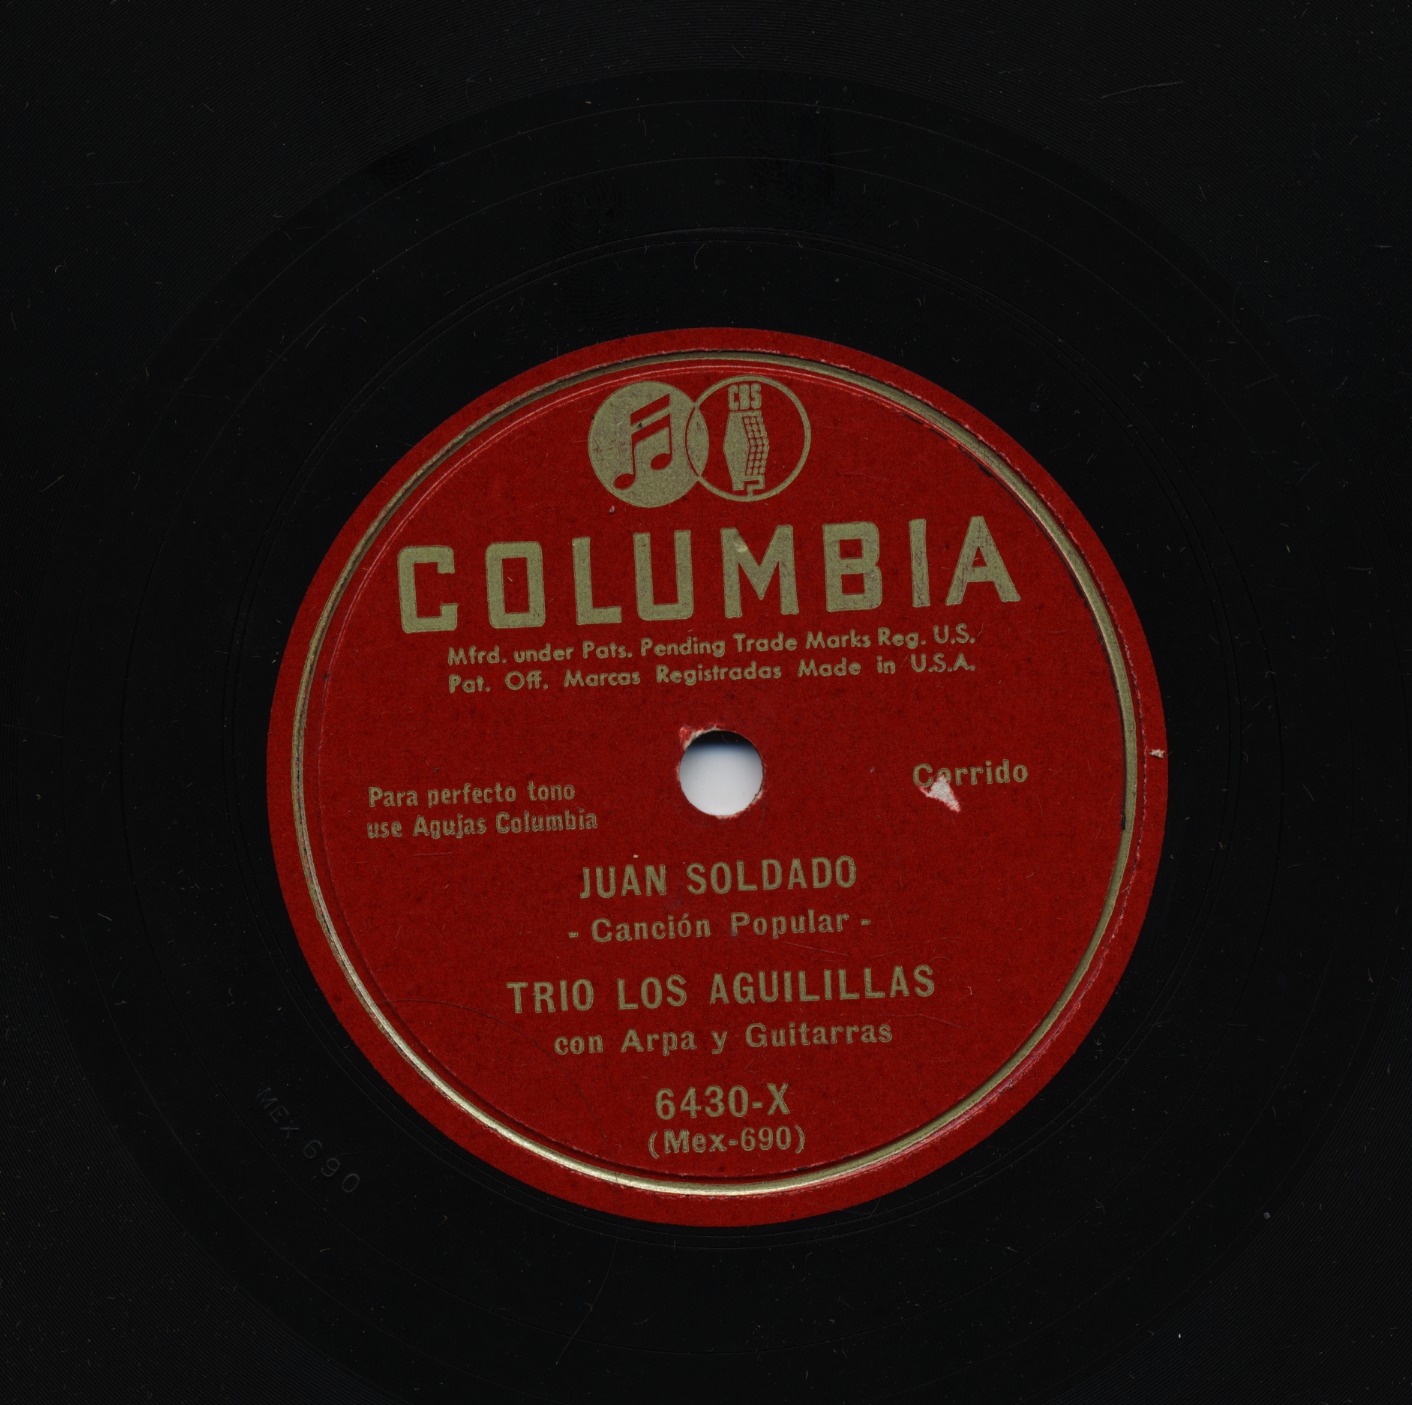 CBS
COLUMBIA
Mfrd. under Pats. Pending Trade Marks Reg. U.S.
Pat. Off. Marcas Registradas Made in U.S.A.
Para perfecto tono
use Agujas Columbia
Corrido
JUAN SOLDADO
- Canción Popular -
TRIO LOS AGUILILLAS
con Arpa y Guitarras
6430-X
(Mex-690)
MEX 690